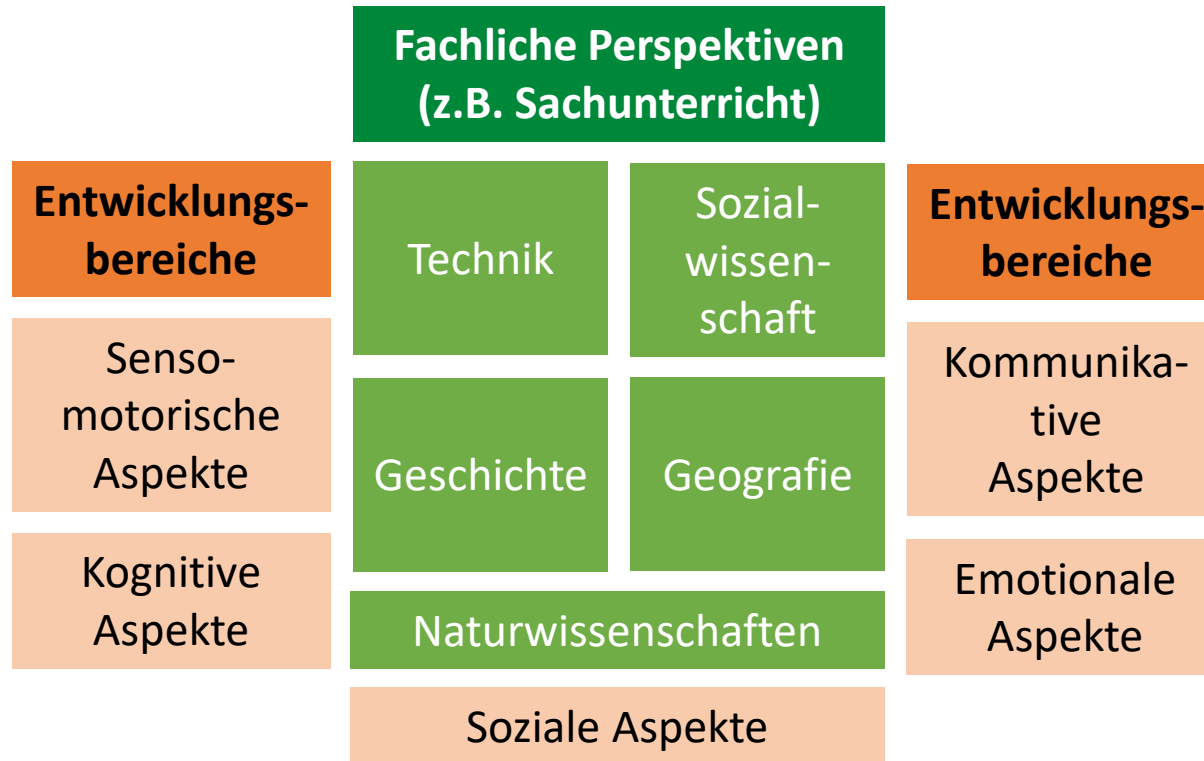 Fachliche Perspektiven
(z.B. Sachunterricht)
Entwicklungs-
bereiche
Senso-
motorische
Aspekte
Kognitive
Aspekte
Technik
Sozial-
wissen-
schaft
Geschichte
Geografie
Naturwissenschaften
Soziale Aspekte
Entwicklungs-
bereiche
Kommunika-
tive
Aspekte
Emotionale
Aspekte